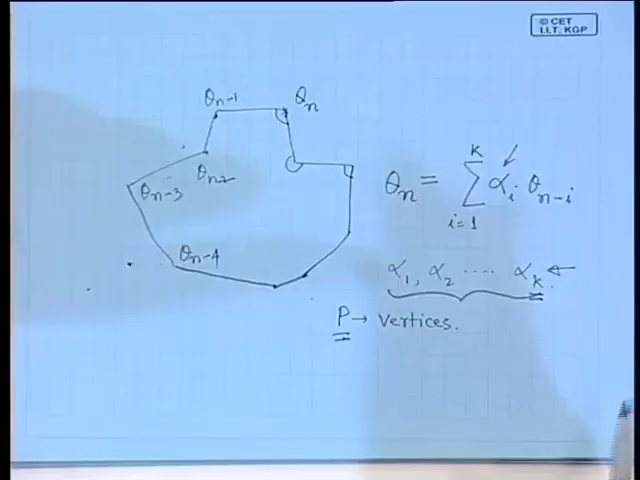 © CET
I.I.T. KGP
θn-1
θn
θn-2
θn-3
θn-4
θn = Σ αi θn-i
K
i=1
α1, α2 .... αk ←
P → vertices.